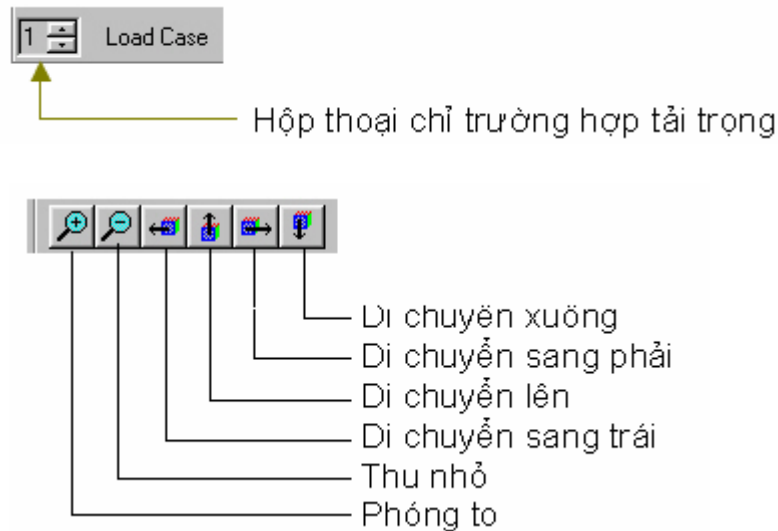 1 Load Case
Hộp thoại chỉ trường hợp tải trọng
Di chuyển xuống
Di chuyển sang phải
Di chuyển lên
Di chuyển sang trái
Thu nhỏ
Phóng to